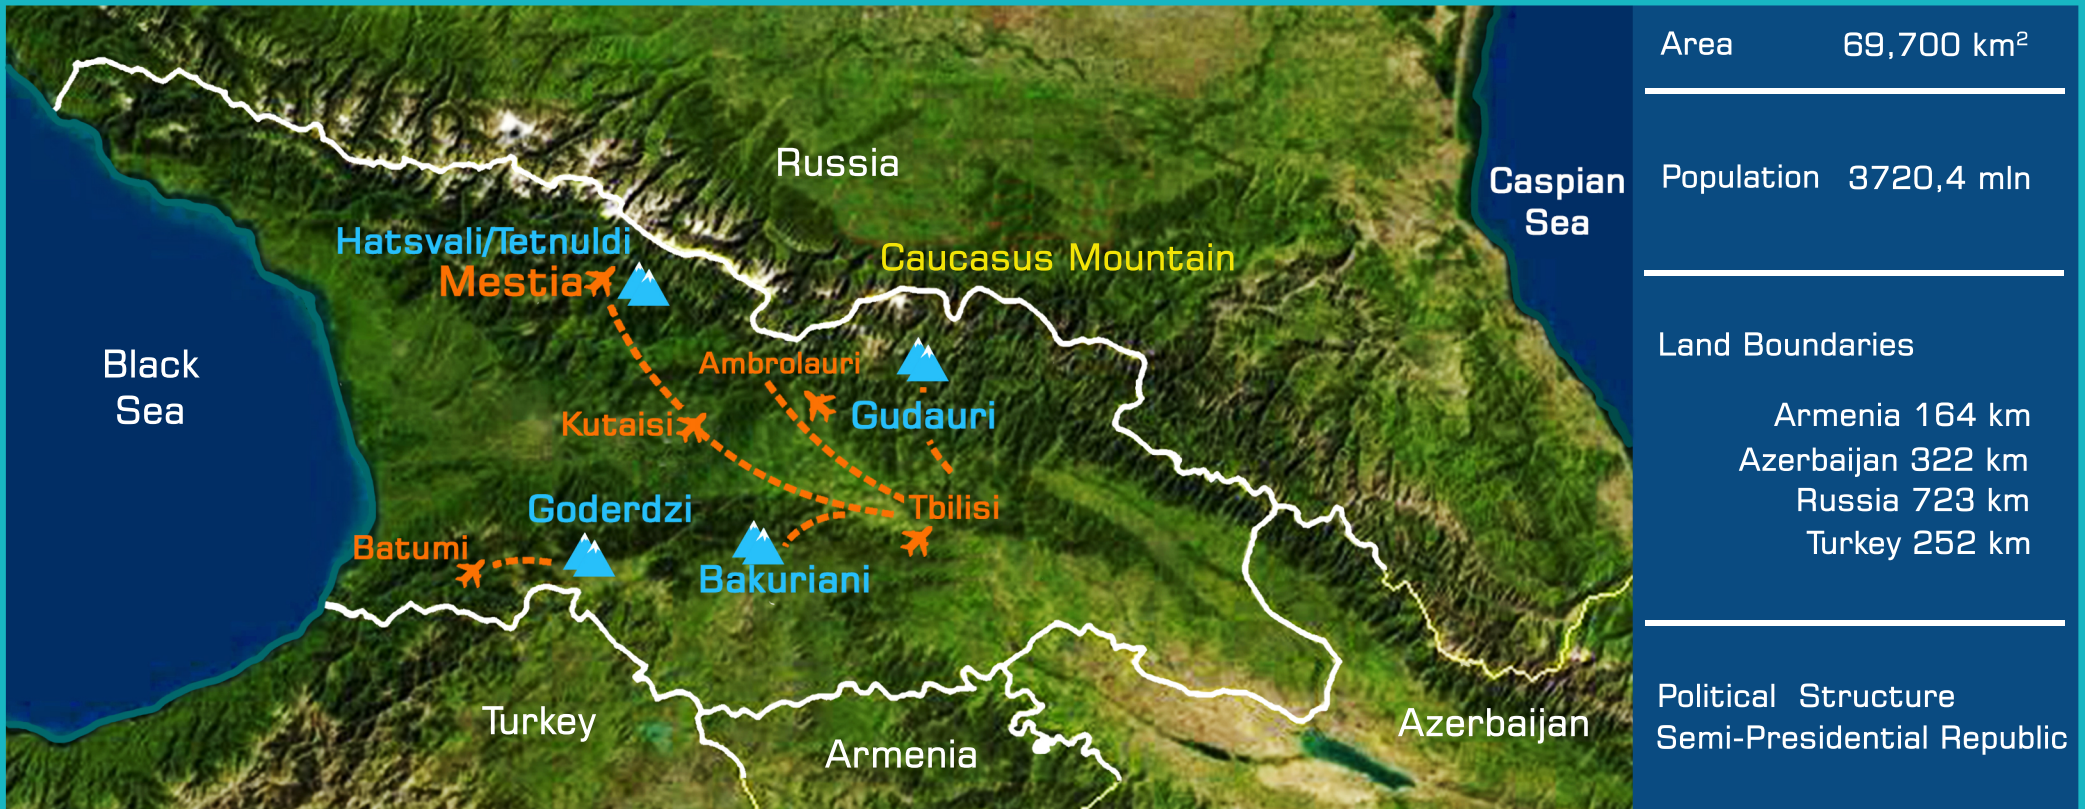 Russia
Caspian
Sea
Hatsvali/Tetnuldi
Mestia
Caucasus Mountain
Black
Sea
Ambrolauri
Kutaisi
Gudauri
Goderdzi
Tbilisi
Batumi
Bakuriani
Turkey
Armenia
Azerbaijan
Area 69,700 km²
Population 3720,4 mln
Land Boundaries
Armenia 164 km
Azerbaijan 322 km
Russia 723 km
Turkey 252 km
Political Structure
Semi-Presidential Republic